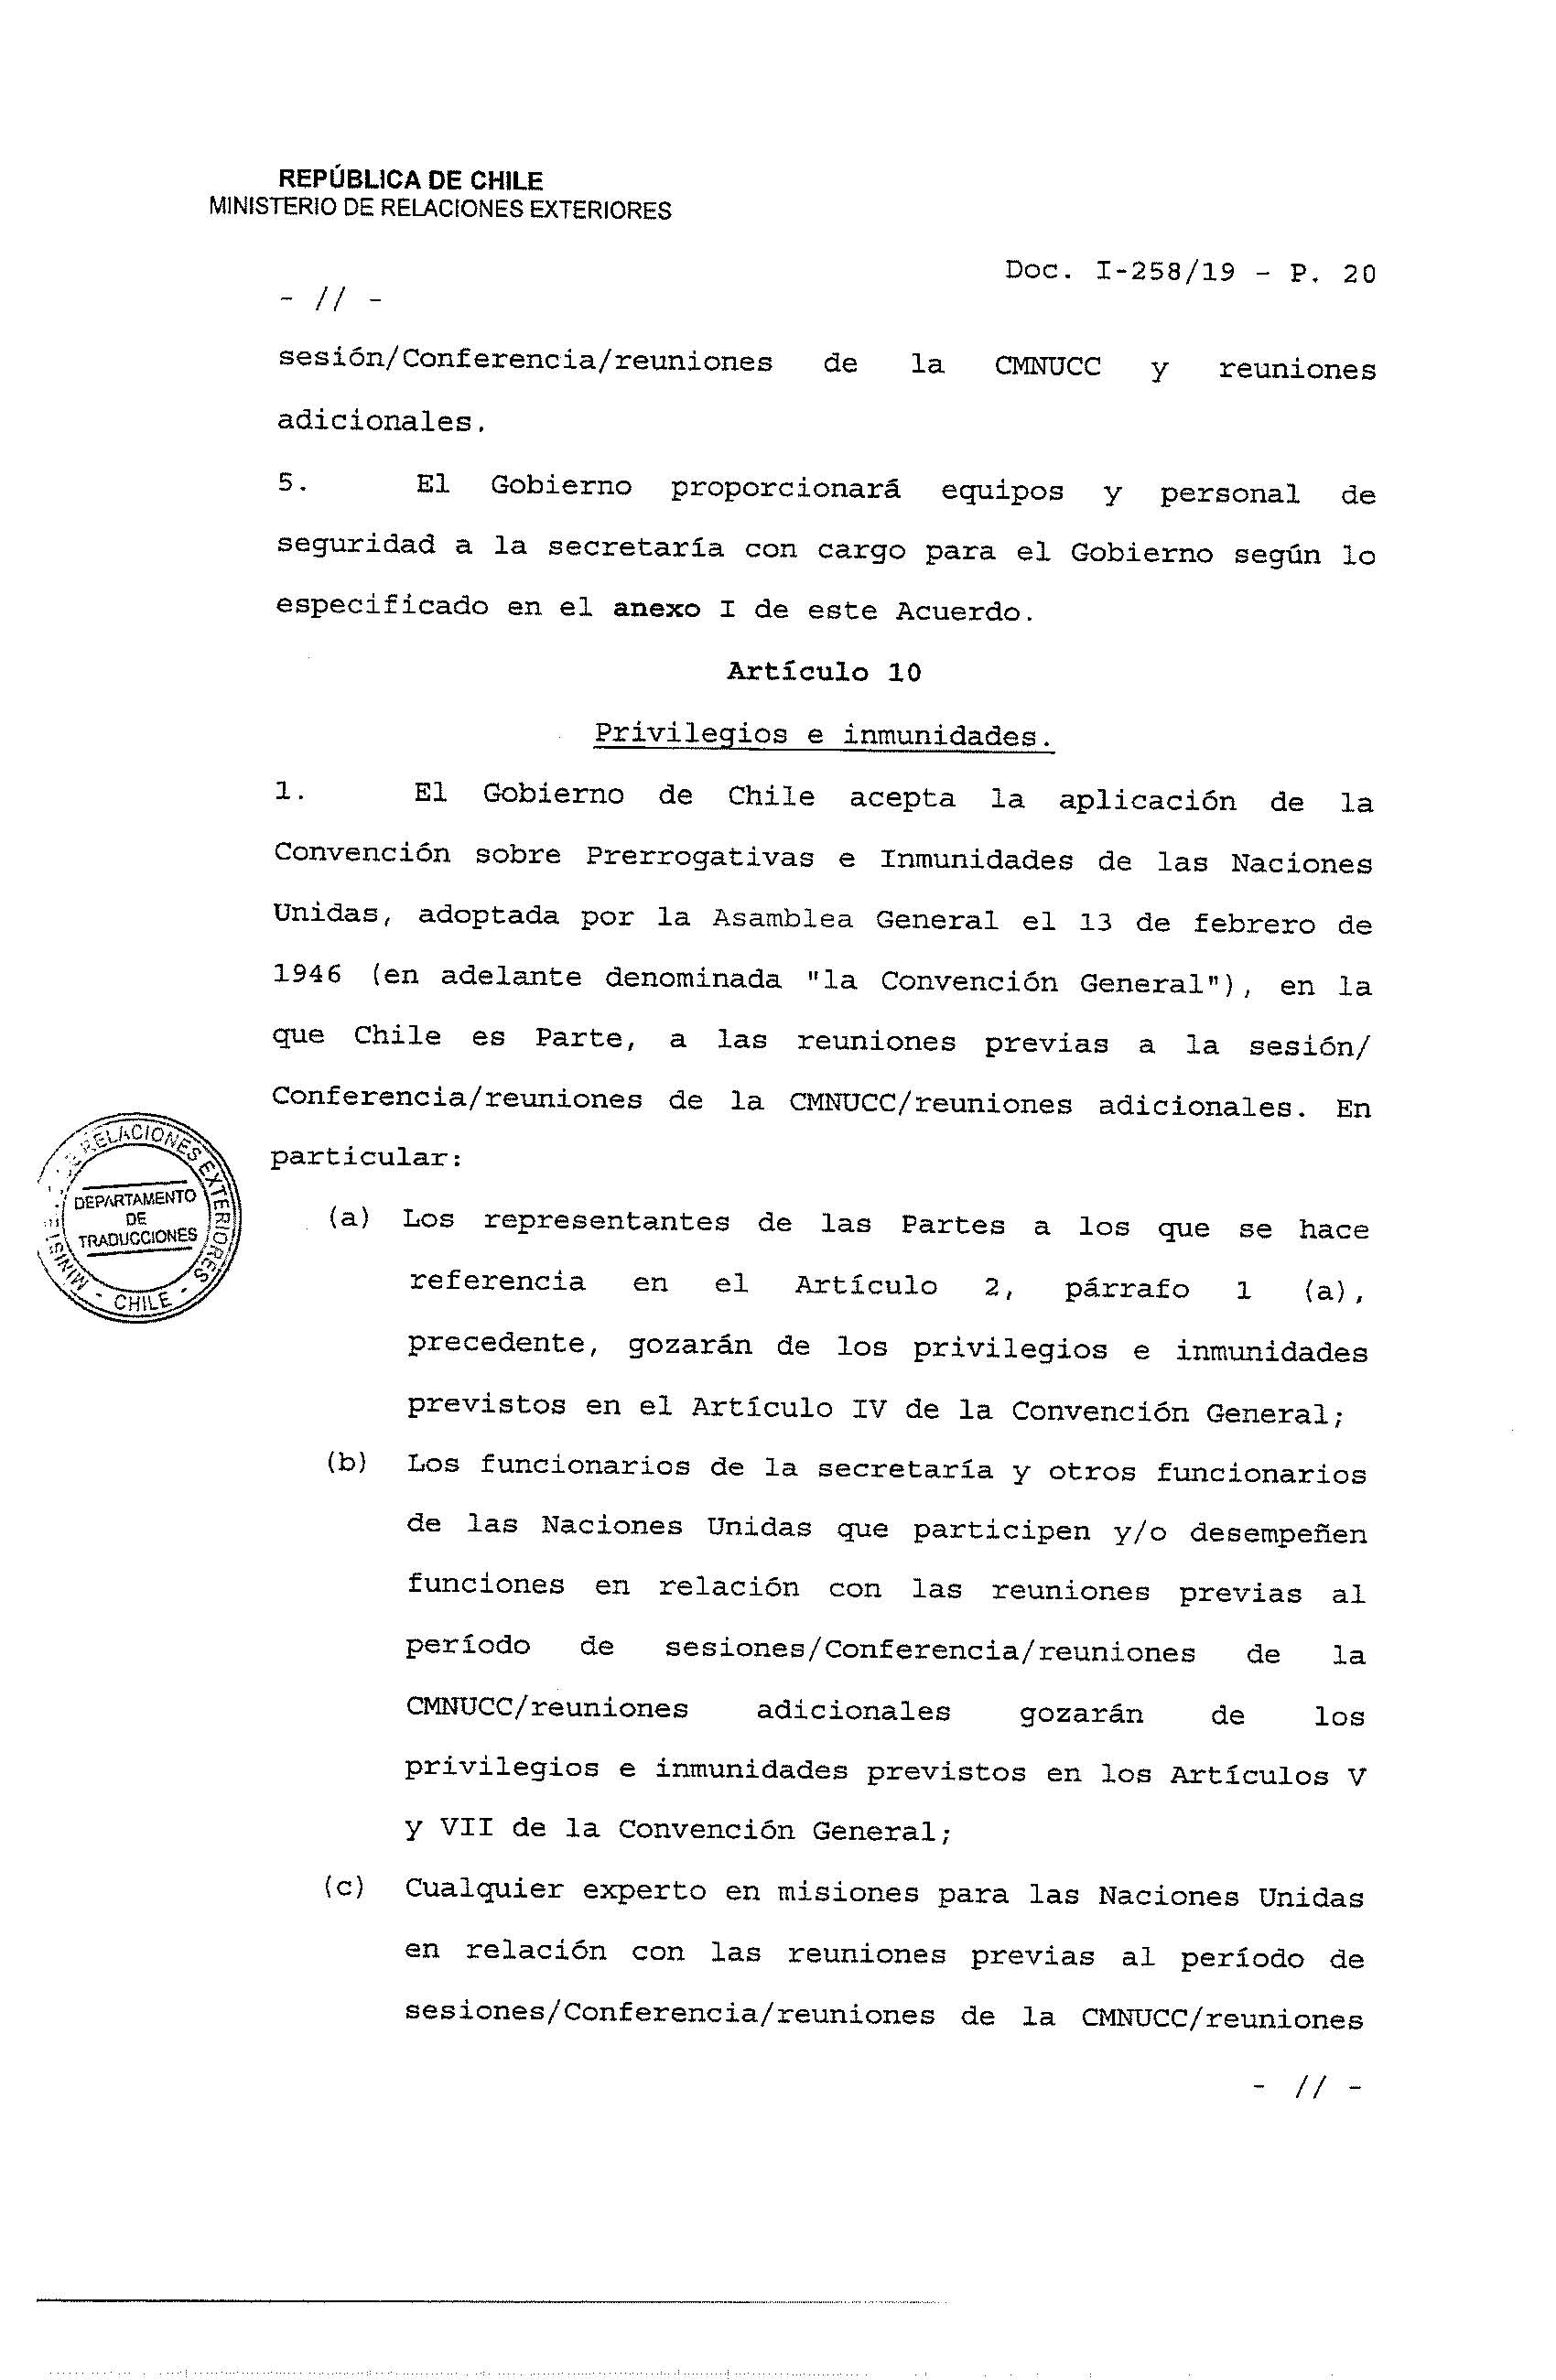 REPÚBLICA DE CHILE
MINISTERIO DE RELACIONES EXTERIORES
Doc. I-258/19 - P. 20
- // -
sesión/Conferencia/reuniones de la CMNUCC y reuniones
adicionales.
5. El Gobierno proporcionará equipos y personal de
seguridad a la secretaría con cargo para el Gobierno según lo
especificado en el anexo I de este Acuerdo.
Artículo 10
Privilegios e inmunidades.
1. El Gobierno de Chile acepta la aplicación de la
Convención sobre Prerrogativas e Inmunidades de las Naciones
Unidas, adoptada por la Asamblea General el 13 de febrero de
1946 (en adelante denominada "la Convención General"), en la
que Chile es Parte, a las reuniones previas a la sesión/
Conferencia/reuniones de la CMNUCC/reuniones adicionales. En
particular:
(a) Los representantes de las Partes a los que se hace
referencia en el Artículo 2, párrafo 1 (a),
precedente, gozarán de los privilegios e inmunidades
previstos en el Artículo IV de la Convención General;
(b) Los funcionarios de la secretaría y otros funcionarios
de las Naciones Unidas que participen y/o desempeñen
funciones en relación con las reuniones previas al
período de sesiones/Conferencia/reuniones de la
CMNUCC/reuniones adicionales gozarán de los
privilegios e inmunidades previstos en los Artículos V
y VII de la Convención General;
(c) Cualquier experto en misiones para las Naciones Unidas
en relación con las reuniones previas al período de
sesiones/Conferencia/reuniones de la CMNUCC/reuniones
- // -
RELACIONES EXTERIORES
DEPARTAMENTO
DE
TRADUCCIONES
- CHILE -